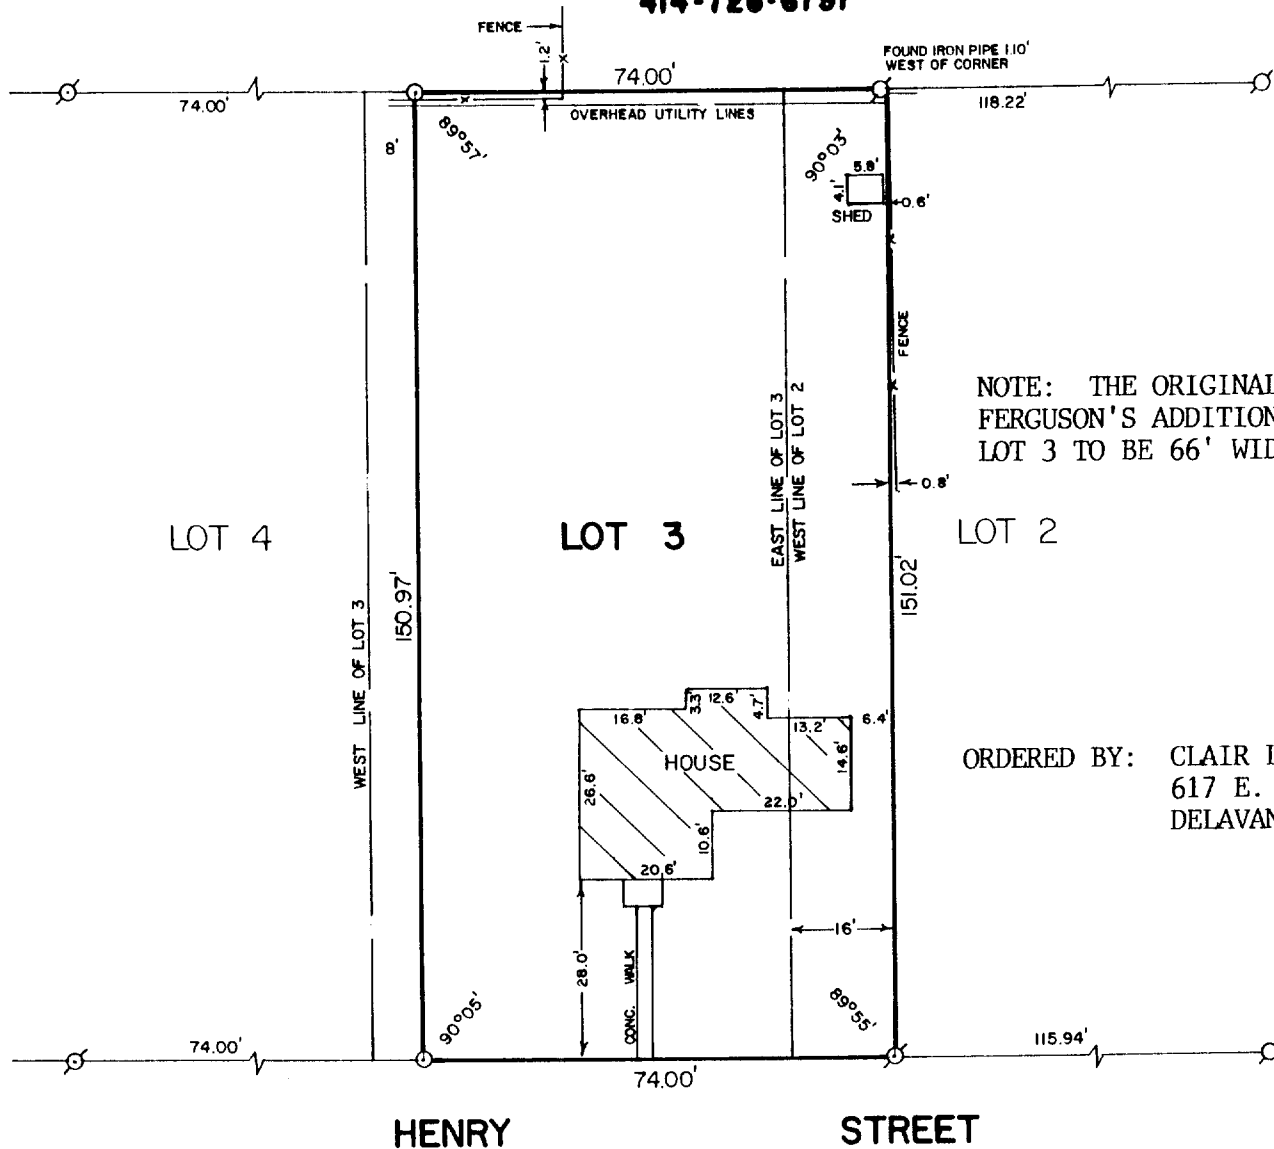 FENCE
1.2'
74.00'
FOUND IRON PIPE 1.10'
WEST OF CORNER
74.00'
118.22'
OVERHEAD UTILITY LINES
8'
89°57'
90°03'
5.8'
4.1'
SHED
0.6'
FENCE
NOTE: THE ORIGINAL
FERGUSON'S ADDITION
LOT 3 TO BE 66' WID
EAST LINE OF LOT 3
WEST LINE OF LOT 2
0.8'
LOT 4
LOT 3
LOT 2
150.97'
151.02'
WEST LINE OF LOT 3
3.3'
12.6'
4.7'
16.8'
13.2'
6.4'
HOUSE
14.6'
26.6'
22.0'
10.6'
20.6'
ORDERED BY: CLAIR
617 E.
DELAVAN
16'
28.0'
CONC. WALK
90°05'
89°55'
74.00'
115.94'
74.00'
HENRY STREET